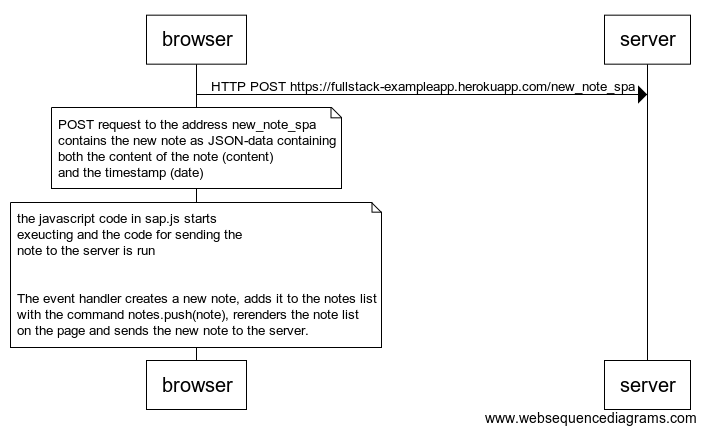 browser
server
HTTP POST https://fullstack-exampleapp.herokuapp.com/new_note_spa
POST request to the address new_note_spa
contains the new note as JSON-data containing
both the content of the note (content)
and the timestamp (date)
the javascript code in sap.js starts
exeucting and the code for sending the
note to the server is run
The event handler creates a new note, adds it to the notes list
with the command notes.push(note), rerenders the note list
on the page and sends the new note to the server.
browser
server
www.websequencediagrams.com